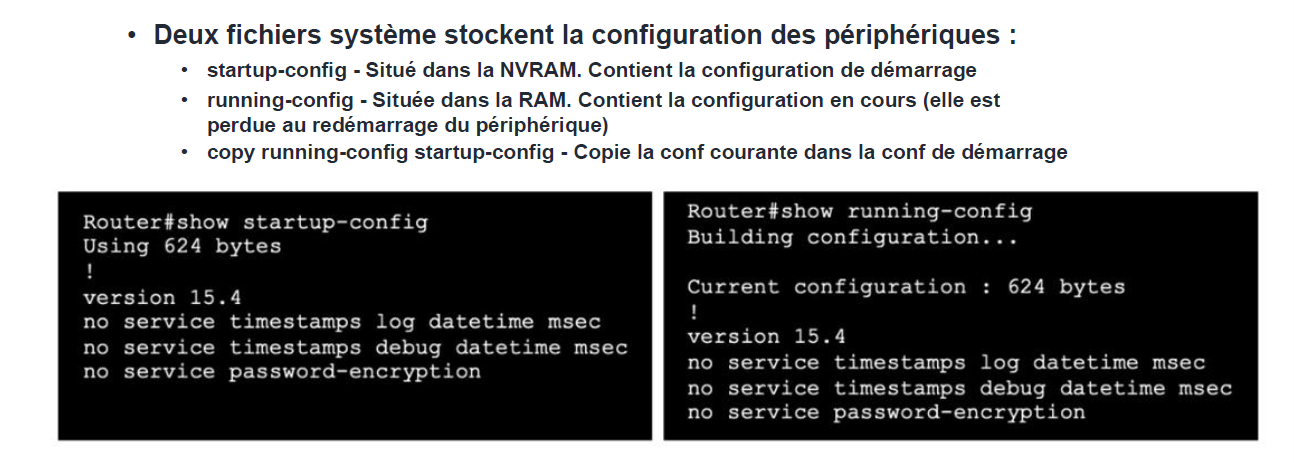 • Deux fichiers système stockent la configuration des périphériques :
• startup-config - Situé dans la NVRAM. Contient la configuration de démarrage
• running-config - Située dans la RAM. Contient la configuration en cours (elle est
perdue au redémarrage du périphérique)
• copy running-config startup-config - Copie la conf courante dans la conf de démarrage
Router#show startup-config
Using 624 bytes
!
version 15.4
no service timestamps log datetime msec
no service timestamps debug datetime msec
no service password-encryption
Router#show running-config
Building configuration...
Current configuration : 624 bytes
!
version 15.4
no service timestamps log datetime msec
no service timestamps debug datetime msec
no service password-encryption